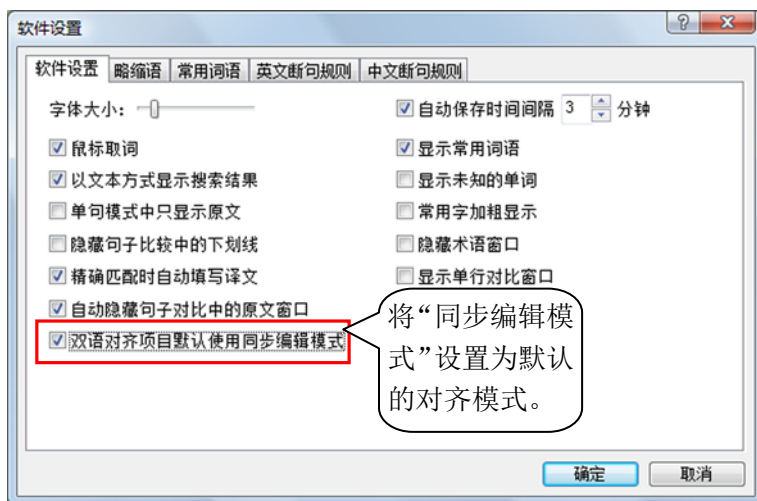 软件设置
软件设置 略缩语 常用词语 英文断句规则 中文断句规则
字体大小： 自动保存时间间隔 3 分钟
鼠标取词 显示常用词语
以文本方式显示搜索结果 显示未知的单词
单句模式中只显示原文 常用字加粗显示
隐藏句子比较中的下划线 隐藏术语窗口
精确匹配时自动填写译文 显示单行对比窗口
自动隐藏句子对比中的原文窗口
双语对齐项目默认使用同步编辑模式
将“同步编辑模
式”设置为默认
的对齐模式。
确定 取消